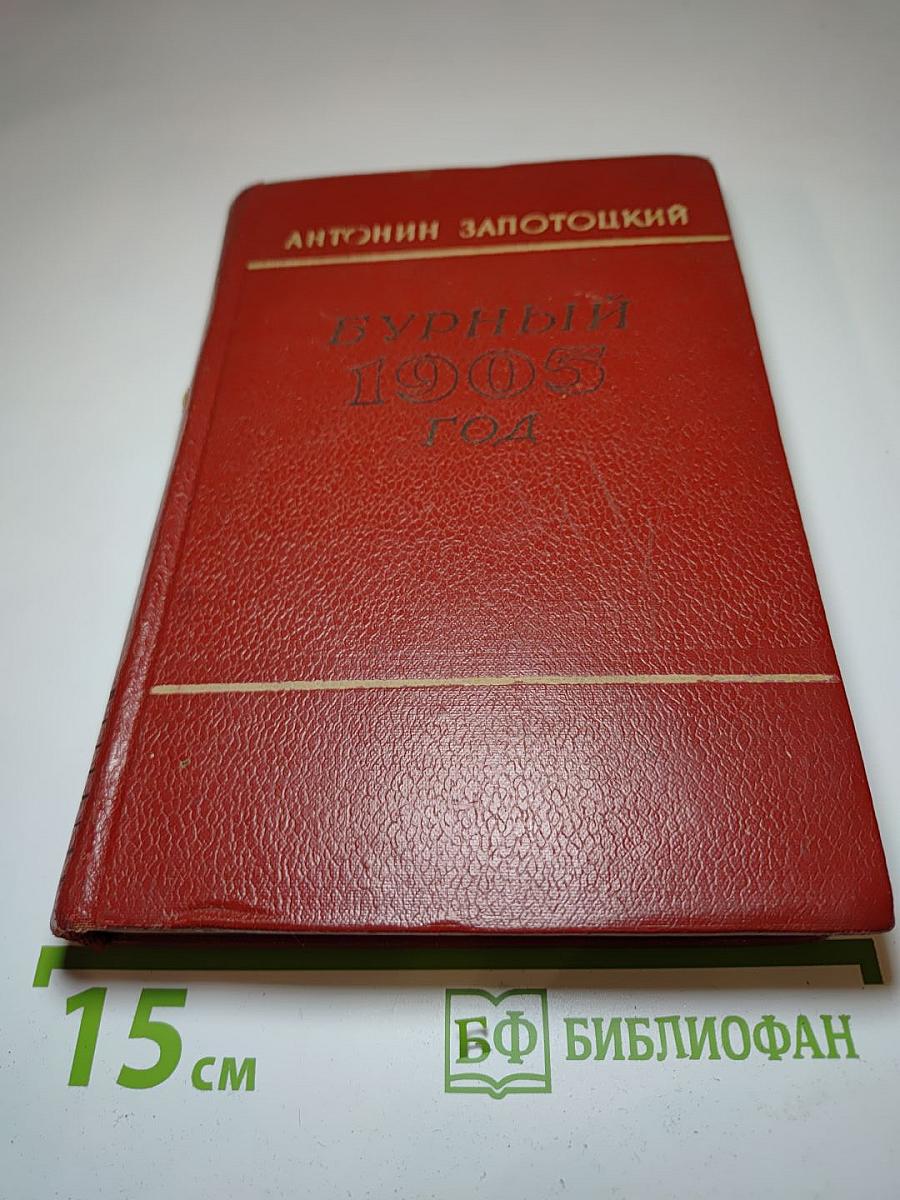 АНТОНИН ЗАПОТОЦКИЙ
БУРНЫЙ
1905
ГОД
15 см
БФ БИБЛИОФАН